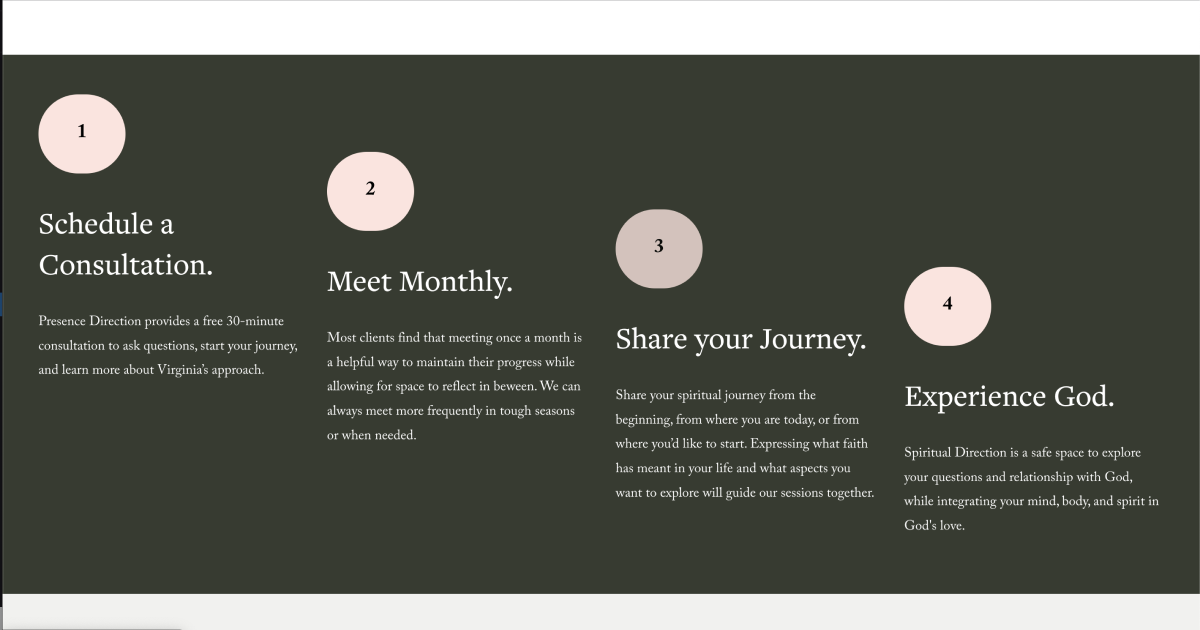 1
Schedule a
Consultation.
Presence Direction provides a free 30-minute
consultation to ask questions, start your journey,
and learn more about Virginia's approach.
2
Meet Monthly.
Most clients find that meeting once a month is
a helpful way to maintain their progress while
allowing for space to reflect in beween. We can
always meet more frequently in tough seasons
or when needed.
3
Share your Journey.
Share your spiritual journey from the
beginning, from where you are today, or from
where you'd like to start. Expressing what faith
has meant in your life and what aspects you
want to explore will guide our sessions together.
4
Experience God.
Spiritual Direction is a safe space to explore
your questions and relationship with God,
while integrating your mind, body, and spirit in
God's love.